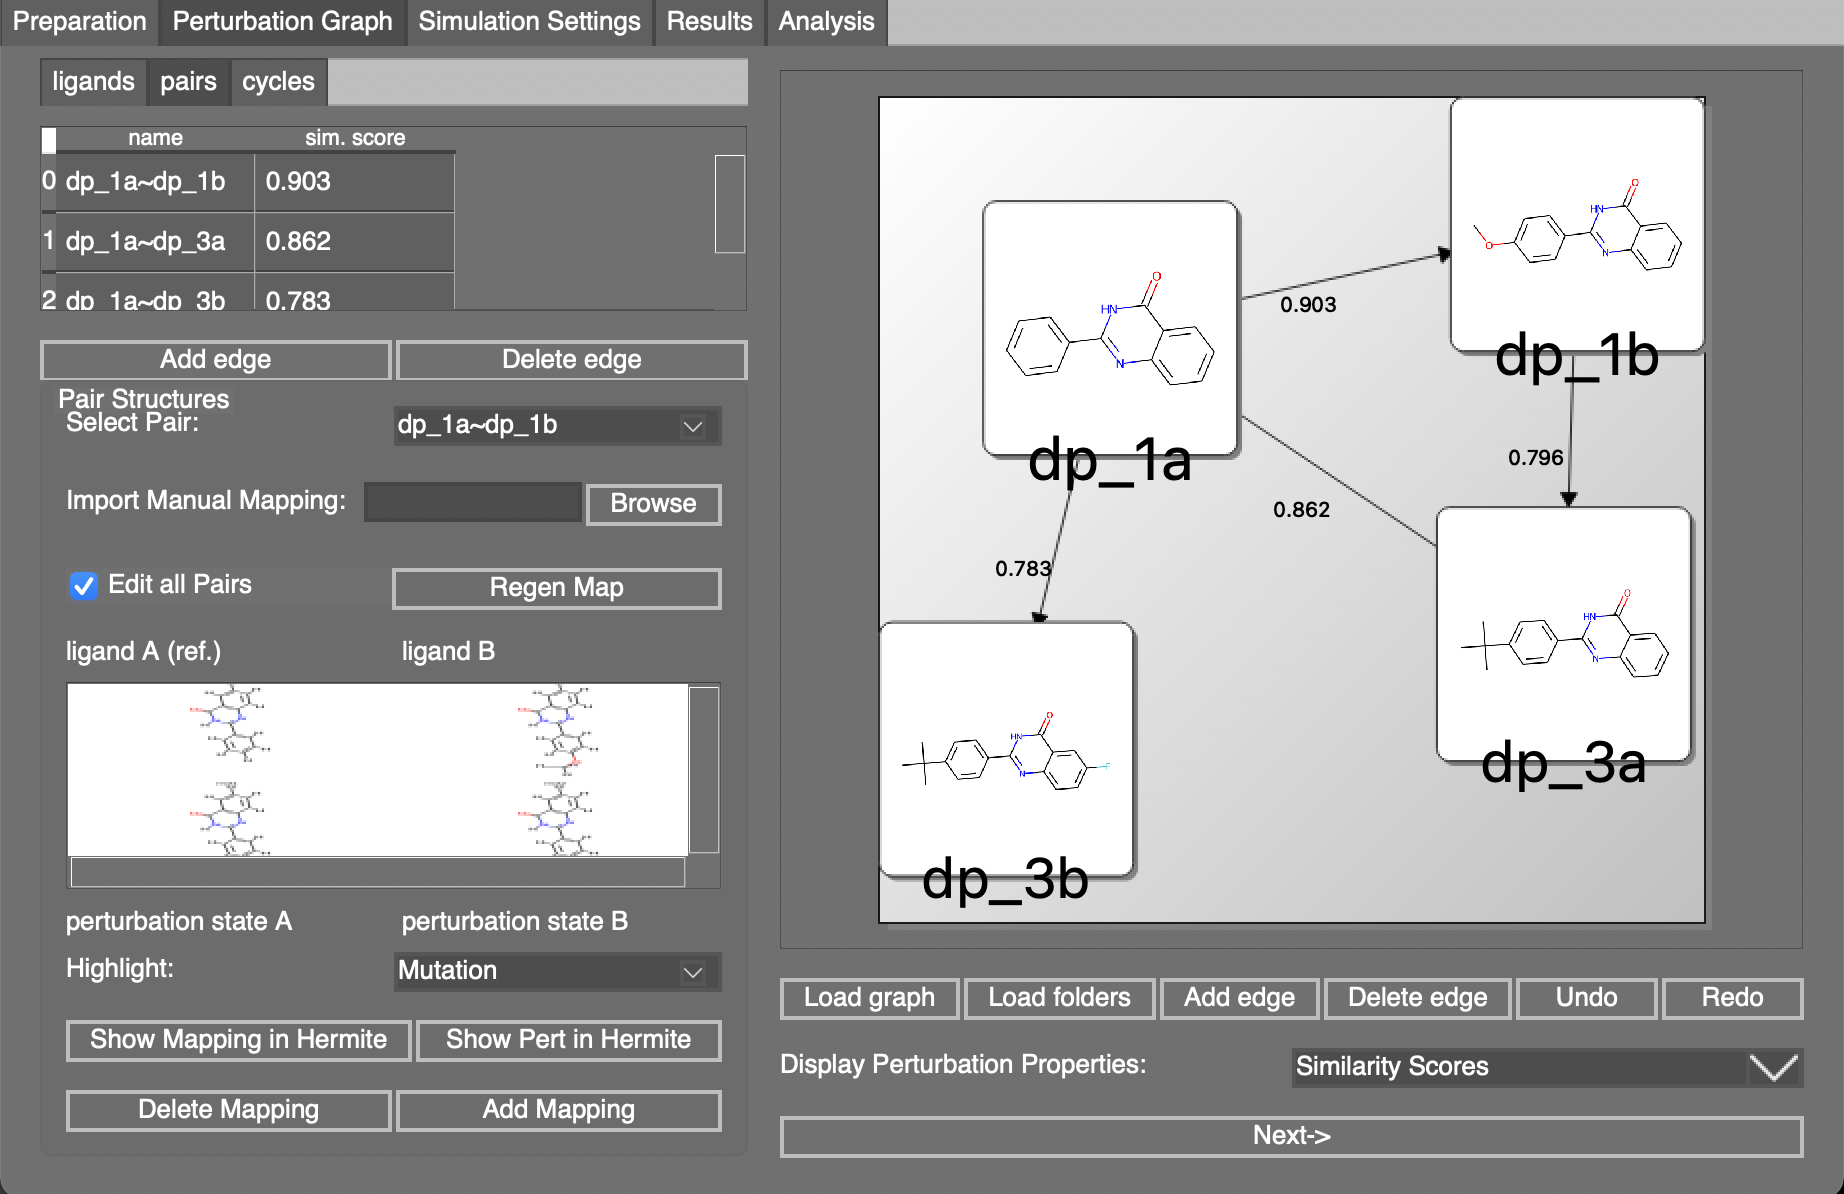 Preparation Perturbation Graph Simulation Settings Results Analysis
ligands pairs cycles
name sim. score
0 dp_1a~dp_1b 0.903
1 dp_1a~dp_3a 0.862
2 dp_1a~dp_3b 0.783
Add edge Delete edge
Pair Structures
Select Pair: dp_1a~dp_1b
Import Manual Mapping: Browse
Edit all Pairs Regen Map
ligand A (ref.) ligand B
perturbation state A perturbation state B
Highlight: Mutation
Show Mapping in Hermite Show Pert in Hermite
Delete Mapping Add Mapping
O
HN
N
O
dp_1b
O
HN
N
dp_1a
0.903
0.796
0.862
0.783
O
HN
N
dp_3a
O
HN
N
F
dp_3b
Load graph Load folders Add edge Delete edge Undo Redo
Display Perturbation Properties: Similarity Scores
Next->